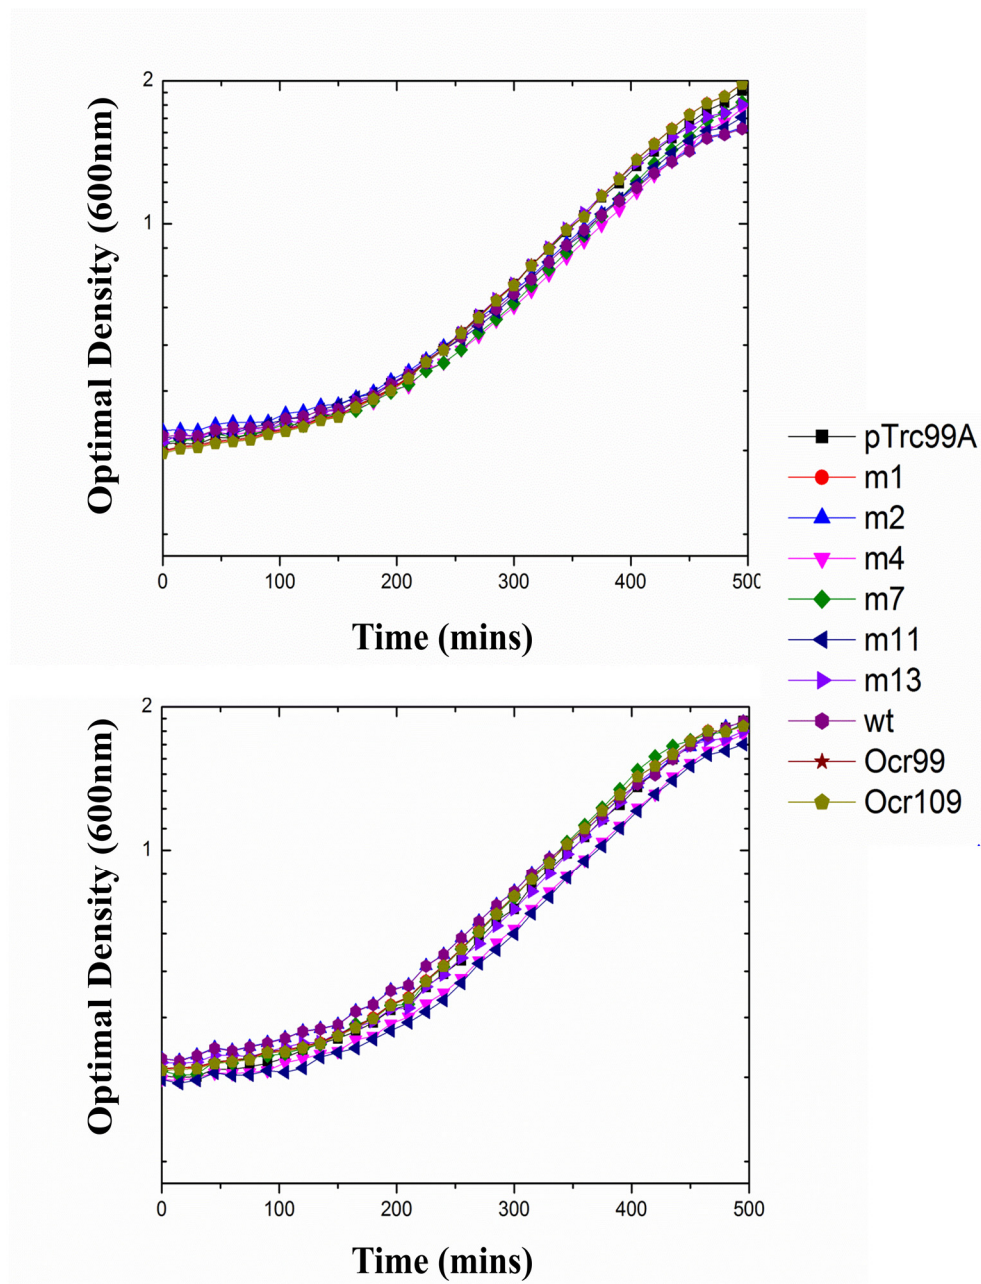 2
1
Optimal Density (600nm)
0
100
200
300
400
500
Time (mins)
pTrc99A
m1
m2
m4
m7
m11
m13
wt
Ocr99
Ocr109
2
1
Optimal Density (600nm)
0
100
200
300
400
500
Time (mins)